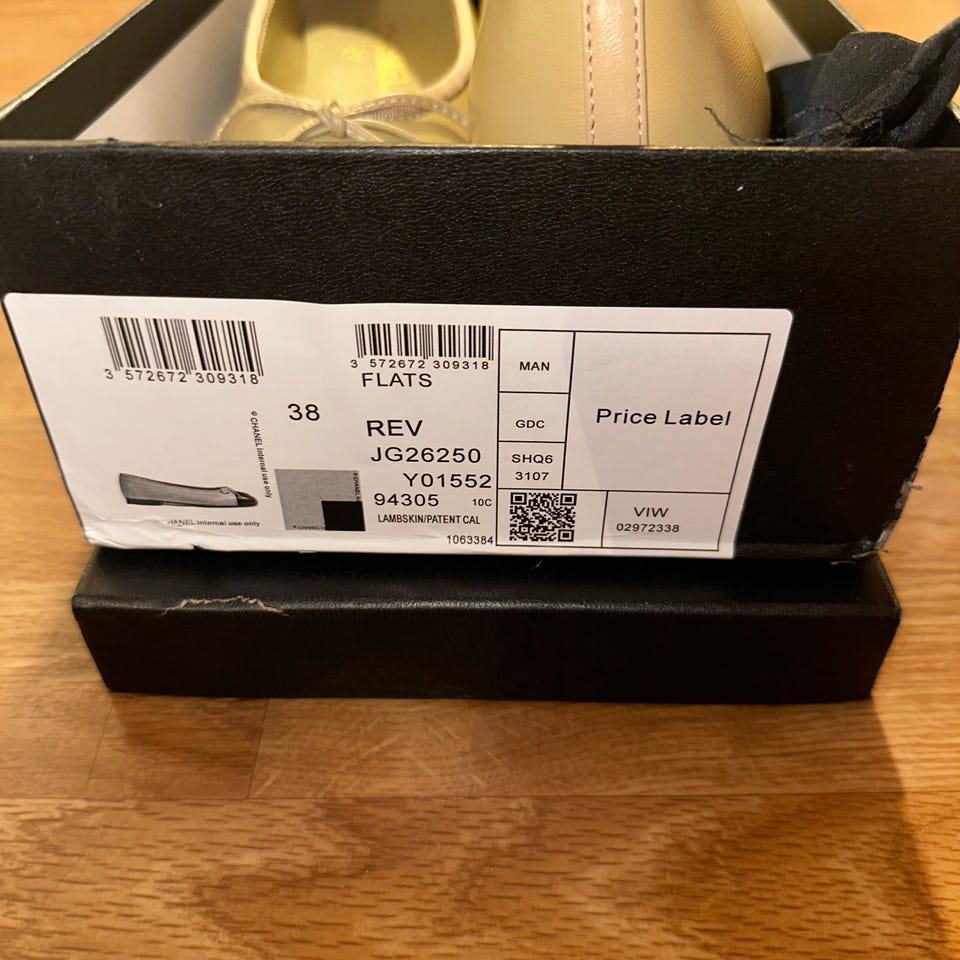 3 572672 309318
3 572672 309318
FLATS
MAN
38
© CHANEL Internal use only
REV
GDC
Price Label
JG26250
SHQ6
3107
Y01552
94305 10C
LAMBSKIN/PATENT CAL
1063384
HANEL Internal use only
© CHANEL
VIW
02972338